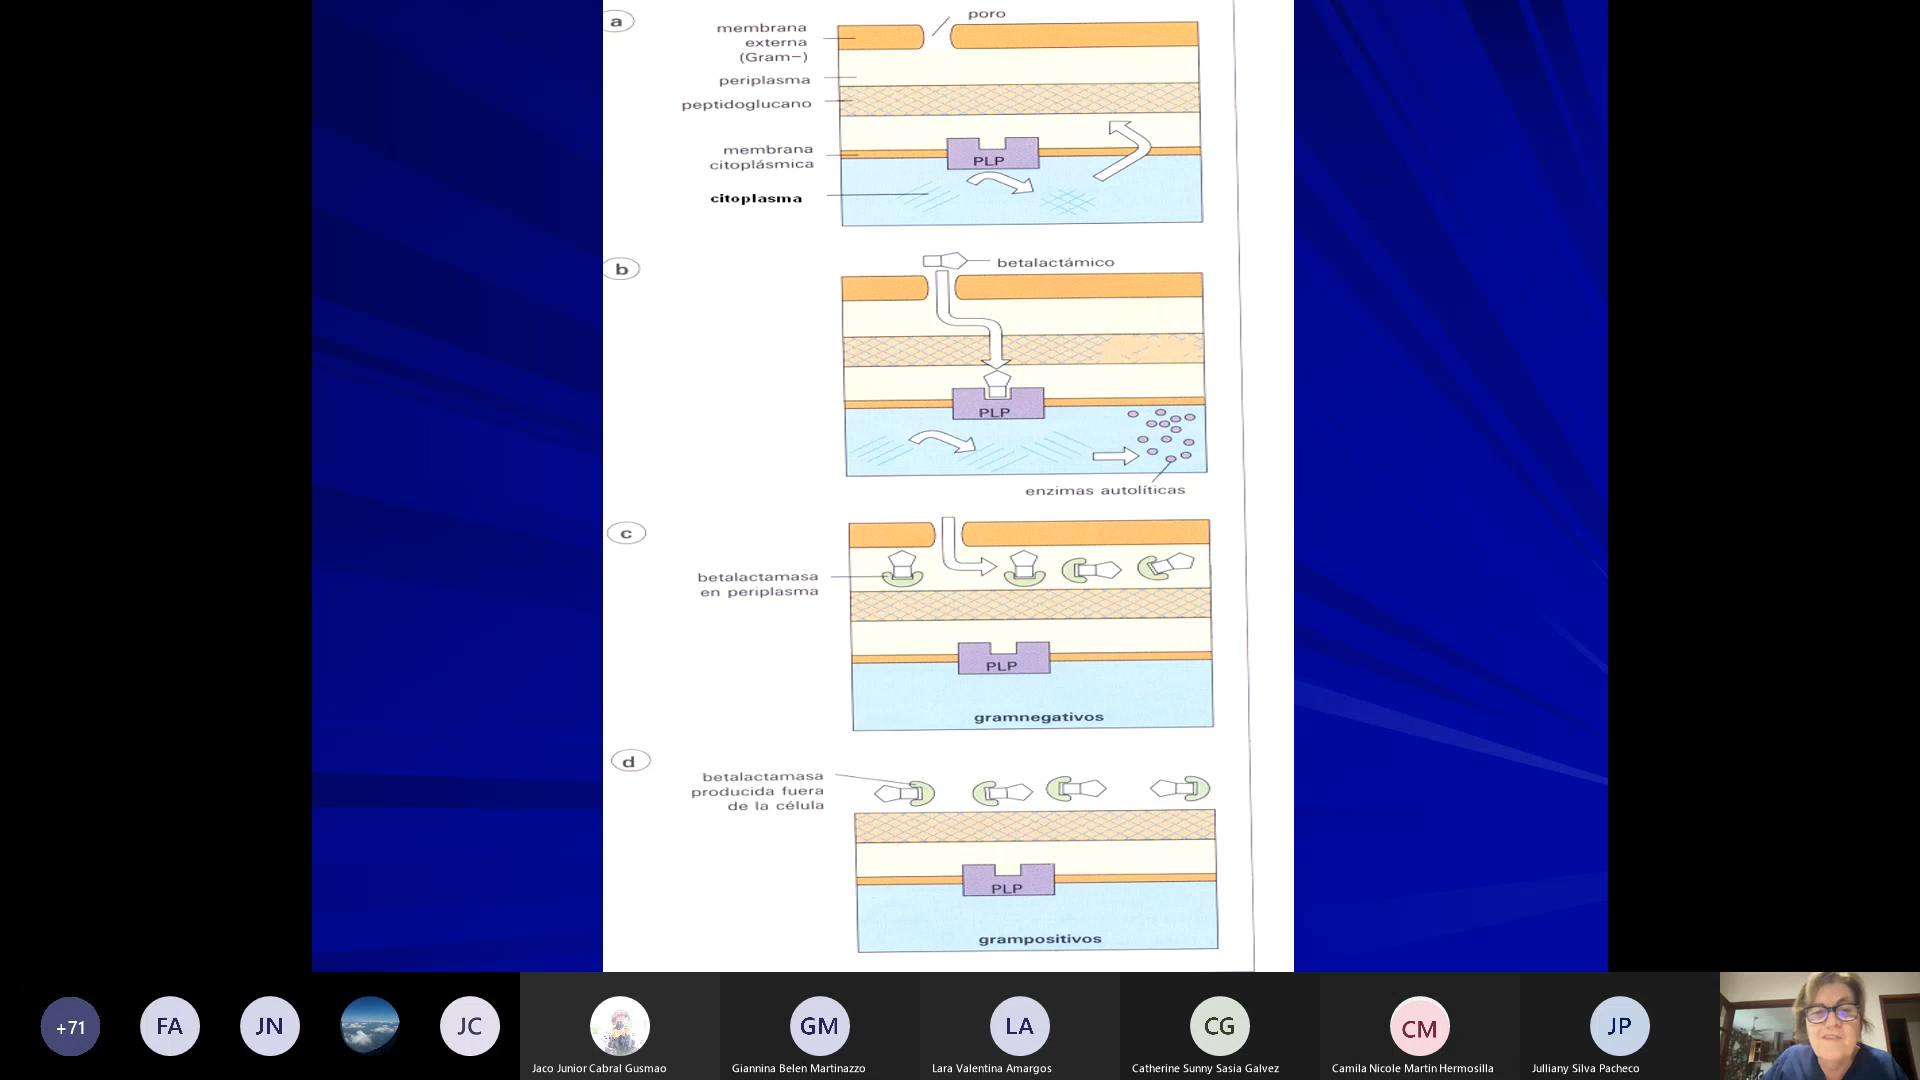 a
poro
membrana
externa
(Gram−)
periplasma
peptidoglucano
membrana
citoplásmica
PLP
citoplasma
b
betalactámico
PLP
enzimas autolíticas
c
betalactamasa
en periplasma
PLP
gramnegativos
d
betalactamasa
producida fuera
de la célula
PLP
grampositivos
+71
FA
JN
JC
GM
LA
CG
CM
JP
Jaco Junior Cabral Gusmao
Giannina Belen Martinazzo
Lara Valentina Amargos
Catherine Sunny Sasia Galvez
Camila Nicole Martin Hermosilla
Julliany Silva Pacheco